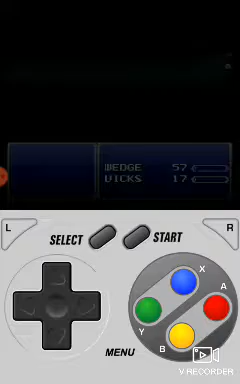 WEDGE 57
VICKS 17
L
R
SELECT
START
X
A
Y
B
MENU
V RECORDER